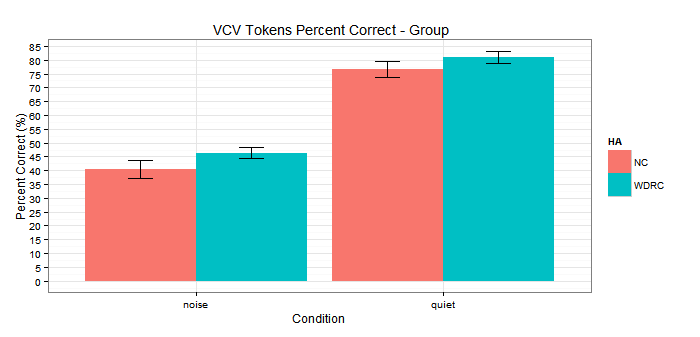 VCV Tokens Percent Correct - Group
Percent Correct (%)
85
80
75
70
65
60
55
50
45
40
35
30
25
20
15
10
5
0
noise
quiet
Condition
HA
NC
WDRC